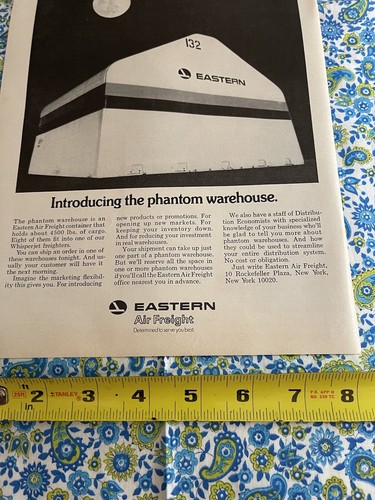 132
EASTERN
Introducing the phantom warehouse.
The phantom warehouse is an
Eastern Air Freight container that
holds about 4500 lbs. of cargo.
Eight of them fit into one of our
Whisperjet freighters.
You can ship an order in one of
these warehouses tonight. And us-
ually your customer will have it
the next morning.
Imagine the marketing flexibil-
ity this gives you. For introducing
new products or promotions. For
opening up new markets. For
keeping your inventory down.
And for reducing your investment
in real warehouses.
Your shipment can take up just
one part of a phantom warehouse.
But we'll reserve all the space in
one or more phantom warehouses
if you'll call the Eastern Air Freight
office nearest you in advance.
We also have a staff of Distribu-
tion Economists with specialized
knowledge of your business who'll
be glad to tell you more about
phantom warehouses. And how
they could be used to streamline
your entire distribution system.
No cost or obligation.
Just write Eastern Air Freight,
10 Rockefeller Plaza, New York,
New York 10020.
EASTERN
Air Freight
Determined to serve you best.
25ft 2 STANLEY 3 4 5 6 7 8
in